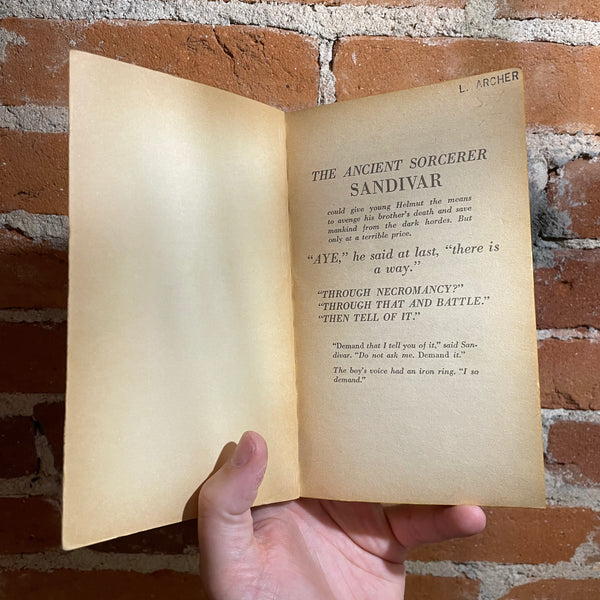 L. ARCHER
THE ANCIENT SORCERER
SANDIVAR
could give young Helmut the means
to avenge his brother's death and save
mankind from the dark hordes. But
only at a terrible price.
"AYE," he said at last, "there is
a way."
"THROUGH NECROMANCY?"
"THROUGH THAT AND BATTLE."
"THEN TELL OF IT."
"Demand that I tell you of it," said San-
divar. "Do not ask me. Demand it."
The boy's voice had an iron ring. "I so
demand."